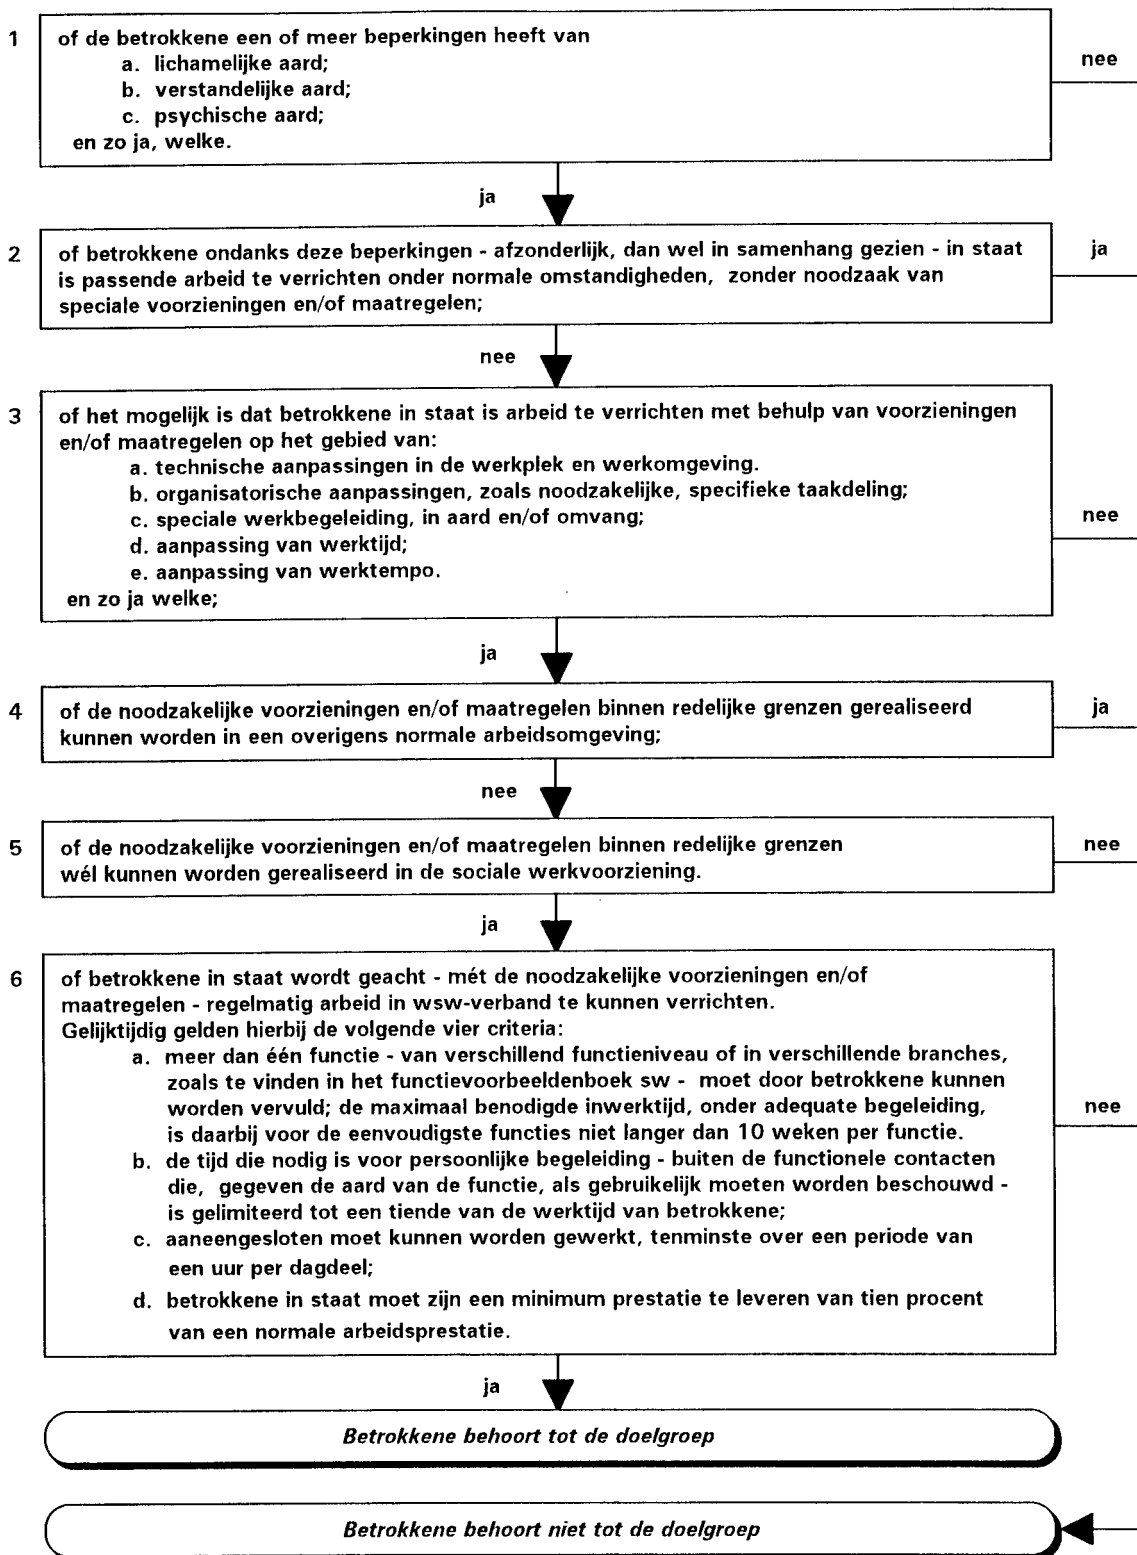 1
of de betrokkene een of meer beperkingen heeft van
a. lichamelijke aard;
b. verstandelijke aard;
c. psychische aard;
en zo ja, welke.
nee
ja
2
of betrokkene ondanks deze beperkingen - afzonderlijk, dan wel in samenhang gezien - in staat
is passende arbeid te verrichten onder normale omstandigheden, zonder noodzaak van
speciale voorzieningen en/of maatregelen;
ja
nee
3
of het mogelijk is dat betrokkene in staat is arbeid te verrichten met behulp van voorzieningen
en/of maatregelen op het gebied van:
a. technische aanpassingen in de werkplek en werkomgeving.
b. organisatorische aanpassingen, zoals noodzakelijke, specifieke taakdeling;
c. speciale werkbegeleiding, in aard en/of omvang;
d. aanpassing van werktijd;
e. aanpassing van werktempo.
en zo ja welke;
nee
ja
4
of de noodzakelijke voorzieningen en/of maatregelen binnen redelijke grenzen gerealiseerd
kunnen worden in een overigens normale arbeidsomgeving;
ja
nee
5
of de noodzakelijke voorzieningen en/of maatregelen binnen redelijke grenzen
wél kunnen worden gerealiseerd in de sociale werkvoorziening.
nee
ja
6
of betrokkene in staat wordt geacht - mét de noodzakelijke voorzieningen en/of
maatregelen - regelmatig arbeid in wsw-verband te kunnen verrichten.
Gelijktijdig gelden hierbij de volgende vier criteria:
a. meer dan één functie - van verschillend functieniveau of in verschillende branches,
zoals te vinden in het functievoorbeeldenboek sw - moet door betrokkene kunnen
worden vervuld; de maximaal benodigde inwerktijd, onder adequate begeleiding,
is daarbij voor de eenvoudigste functies niet langer dan 10 weken per functie.
b. de tijd die nodig is voor persoonlijke begeleiding - buiten de functionele contacten
die, gegeven de aard van de functie, als gebruikelijk moeten worden beschouwd -
is gelimiteerd tot een tiende van de werktijd van betrokkene;
c. aaneengesloten moet kunnen worden gewerkt, tenminste over een periode van
een uur per dagdeel;
d. betrokkene in staat moet zijn een minimum prestatie te leveren van tien procent
van een normale arbeidsprestatie.
nee
ja
Betrokkene behoort tot de doelgroep
Betrokkene behoort niet tot de doelgroep